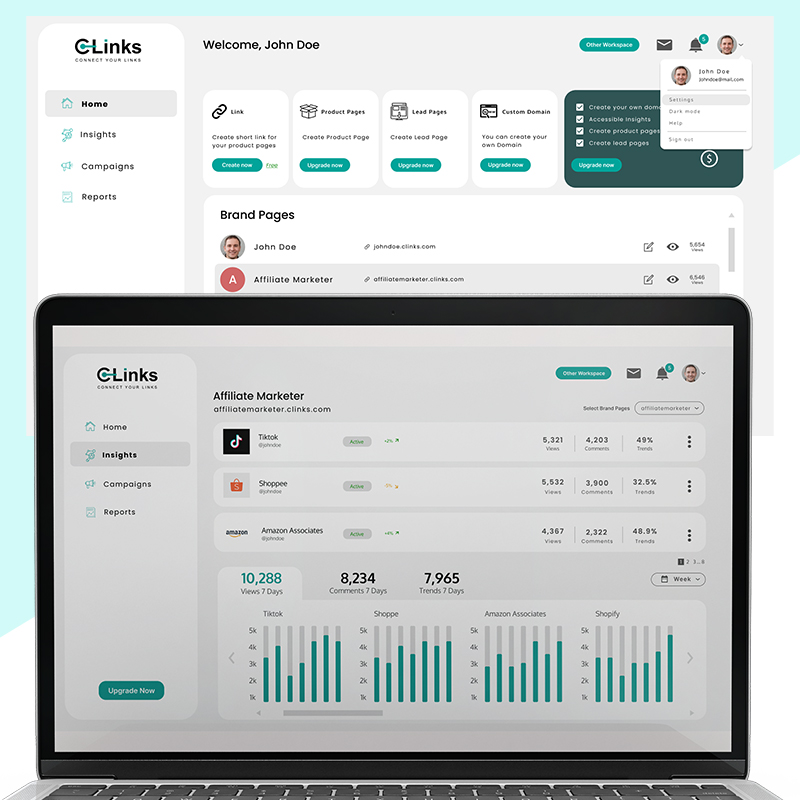 CLinks
CONNECT YOUR LINKS
Welcome, John Doe
Other Workspace
5
John Doe
johndoe@mail.com
Settings
Dark mode
Help
Sign out
Home
Insights
Campaigns
Reports
Link
Create short link for
your product pages
Create now
Free
Product Pages
Create Product Page
Upgrade now
Lead Pages
Create Lead Page
Upgrade now
Custom Domain
You can create your
own Domain
Upgrade now
Create your own doma
Accessible Insights
Create product pages
Create lead pages
Upgrade now
$
Brand Pages
John Doe
johndoe.clinks.com
5,654
Views
A
Affiliate Marketer
affiliatemarketer.clinks.com
8,546
Views
CLinks
CONNECT YOUR LINKS
Home
Insights
Campaigns
Reports
Upgrade Now
Other Workspace
5
Affiliate Marketer
affiliatemarketer.clinks.com
Select Brand Pages
affiliatemarketer
Tiktok
@johndoe
Active
+2%
5,321
Views
4,203
Comments
49%
Trends
Shoppee
@johndoe
Active
5,532
Views
3,900
Comments
32.5%
Trends
amazon
Amazon Associates
@johndoe
Active
+4%
4,367
Views
2,322
Comments
48.9%
Trends
1 2 3...8
10,288
Views 7 Days
8,234
Comments 7 Days
7,965
Trends 7 Days
Week
Tiktok
5k
4k
3k
2k
1k
Shoppe
5k
4k
3k
2k
1k
Amazon Associates
5k
4k
3k
2k
1k
Shopify
5k
4k
3k
2k
1k